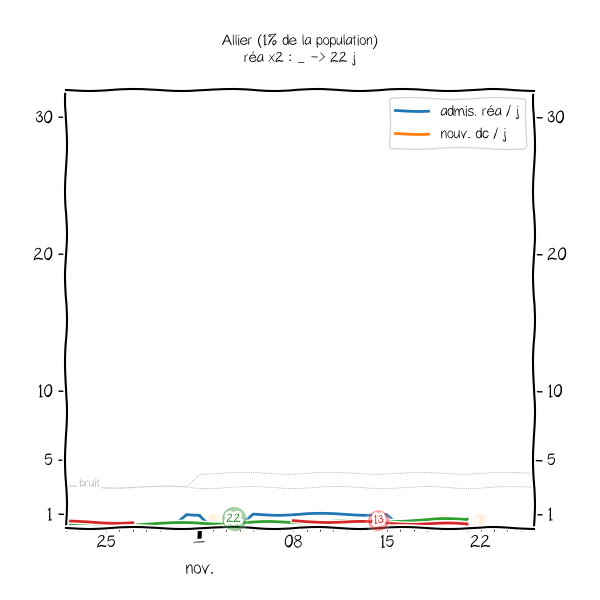 Allier (1% de la population)
réa x2 : _ -> 22 j
admis. réa / j
nouv. dc / j
30
30
20
20
10
10
5
5
bruit
1
1
22
13
25
1
08
15
22
nov.